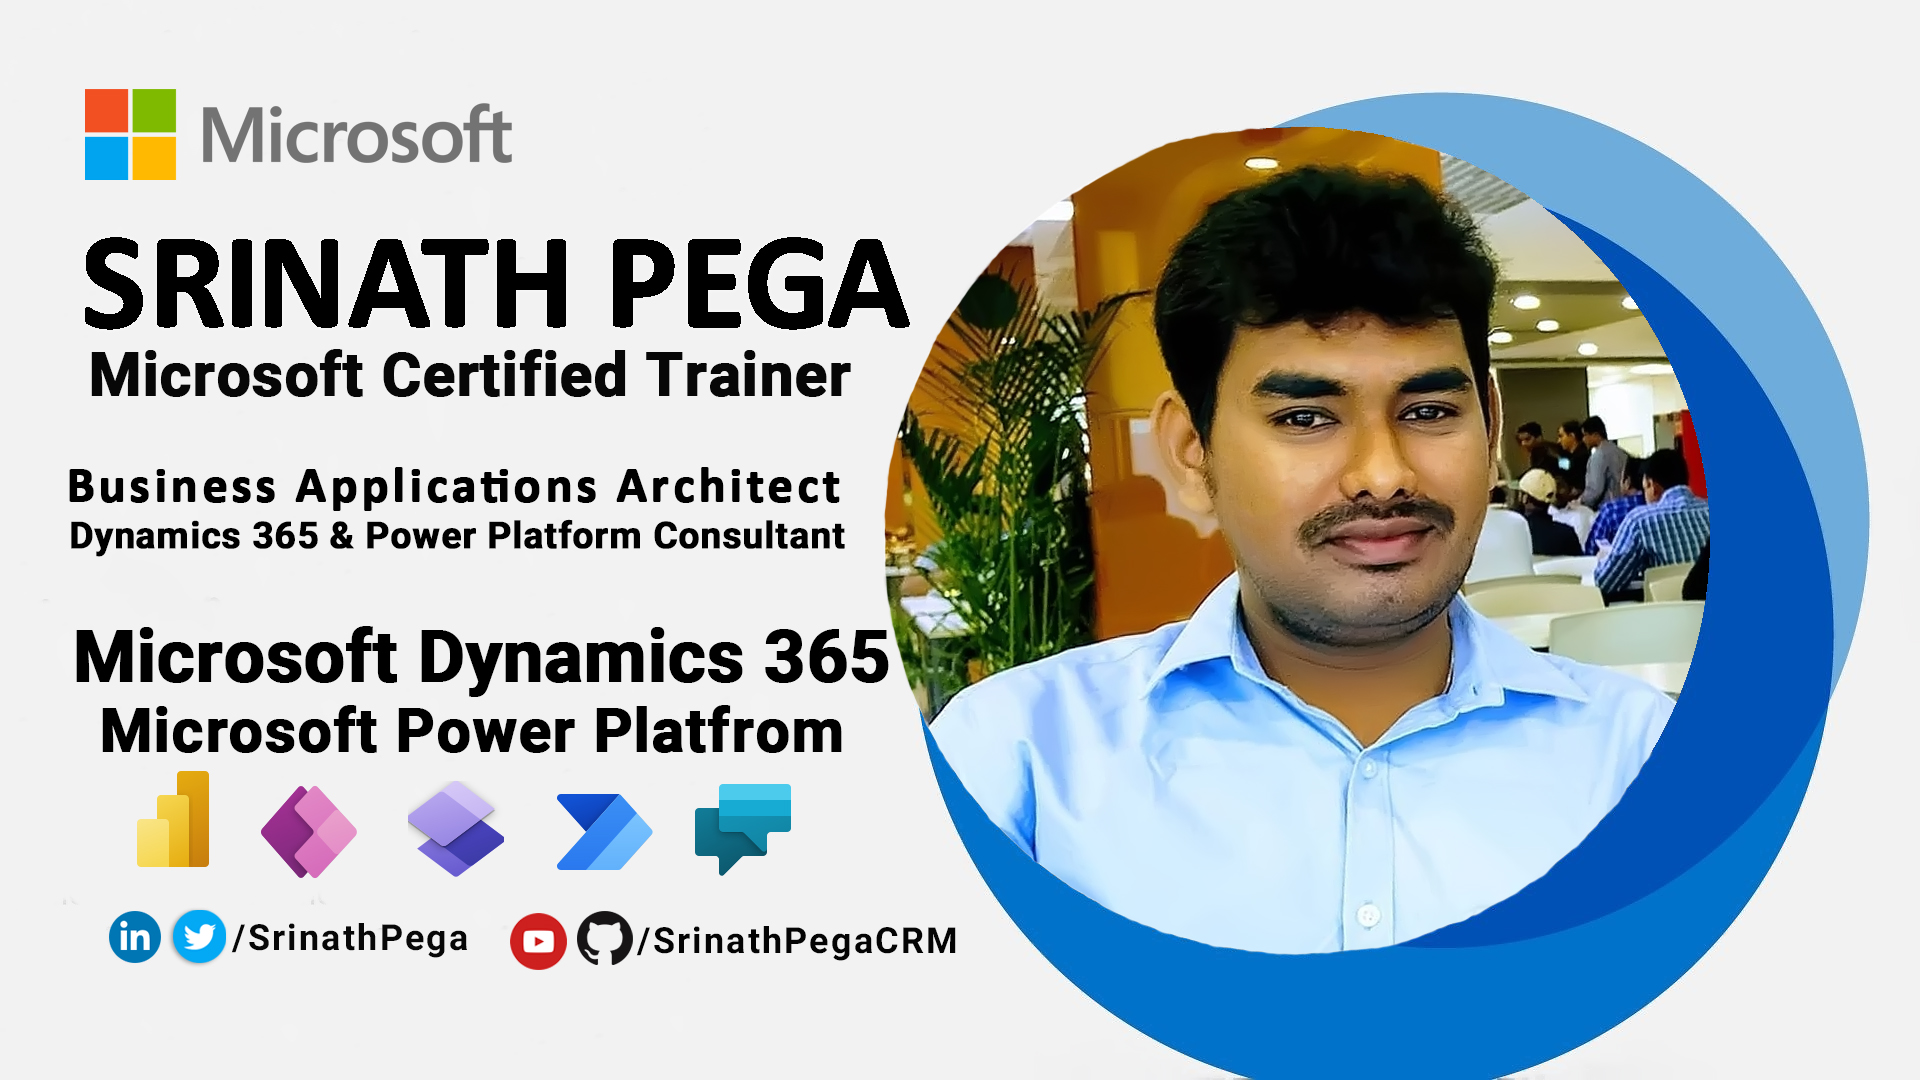 Microsoft
SRINATH PEGA
Microsoft Certified Trainer
Business Applications Architect
Dynamics 365 & Power Platform Consultant
Microsoft Dynamics 365
Microsoft Power Platfrom
in /SrinathPega
/SrinathPegaCRM